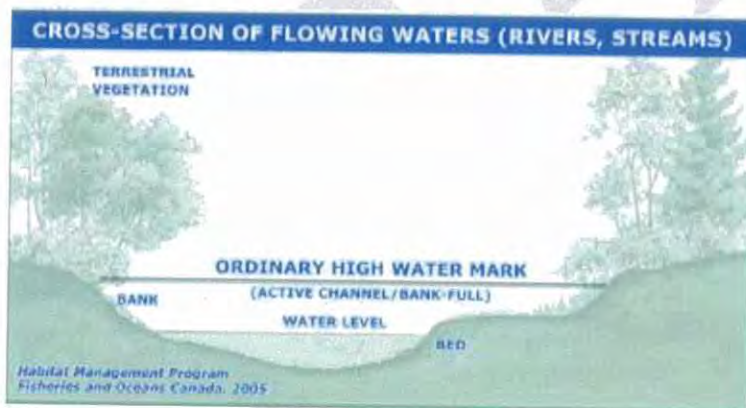 CROSS-SECTION OF FLOWING WATERS (RIVERS, STREAMS)
TERRESTRIAL
VEGETATION
ORDINARY HIGH WATER MARK
BANK
(ACTIVE CHANNEL/BANK-FULL)
WATER LEVEL
BED
Habitat Management Program
Fisheries and Oceans Canada. 2005